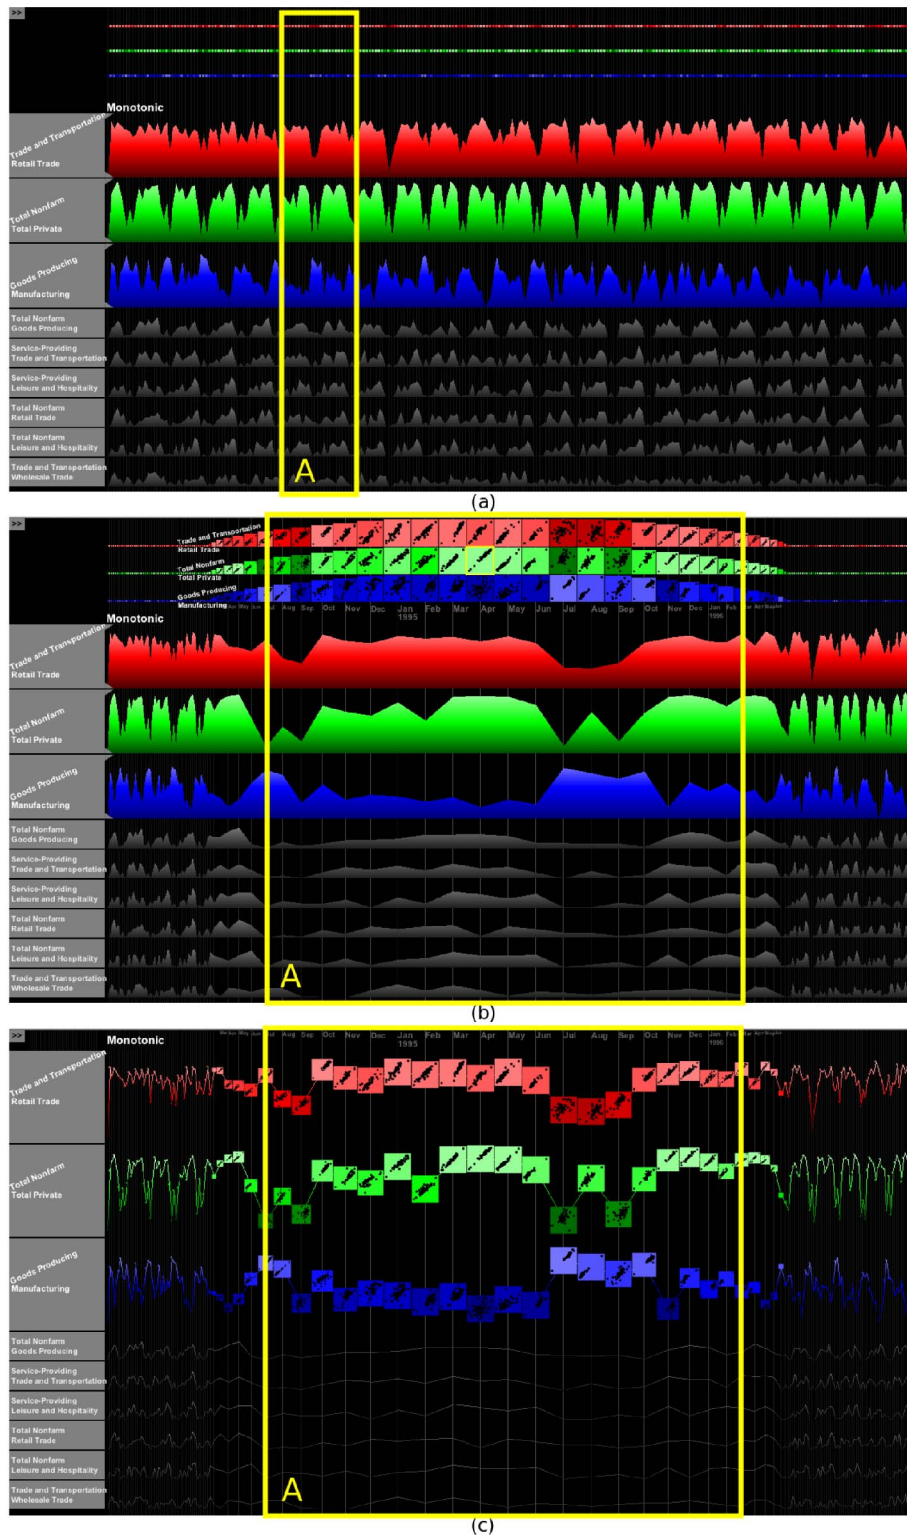 >>
Monotonic
Trade and Transportation
Retail Trade
Total Nonfarm
Total Private
Goods Producing
Manufacturing
Total Nonfarm
Goods Producing
Service-Providing
Trade and Transportation
Service-Providing
Leisure and Hospitality
Total Nonfarm
Retail Trade
Total Nonfarm
Leisure and Hospitality
Trade and Transportation
Wholesale Trade
A
(a)
>>
Trade and Transportation
Retail Trade
Total Nonfarm
Total Private
Goods Producing
Manufacturing
Aug Sep Oct Nov Dec Jan Feb Mar Apr May Jun Jul Aug Sep Oct Nov Dec Jan Feb Mar
1995 1996
Monotonic
Trade and Transportation
Retail Trade
Total Nonfarm
Total Private
Goods Producing
Manufacturing
Total Nonfarm
Goods Producing
Service-Providing
Trade and Transportation
Service-Providing
Leisure and Hospitality
Total Nonfarm
Retail Trade
Total Nonfarm
Leisure and Hospitality
Trade and Transportation
Wholesale Trade
A
(b)
>>
Jul Aug Sep Oct Nov Dec Jan Feb Mar Apr May Jun Jul Aug Sep Oct Nov Dec Jan Feb Mar
1995 1996
Monotonic
Trade and Transportation
Retail Trade
Total Nonfarm
Total Private
Goods Producing
Manufacturing
Total Nonfarm
Goods Producing
Service-Providing
Trade and Transportation
Service-Providing
Leisure and Hospitality
Total Nonfarm
Retail Trade
Total Nonfarm
Leisure and Hospitality
Trade and Transportation
Wholesale Trade
A
(c)